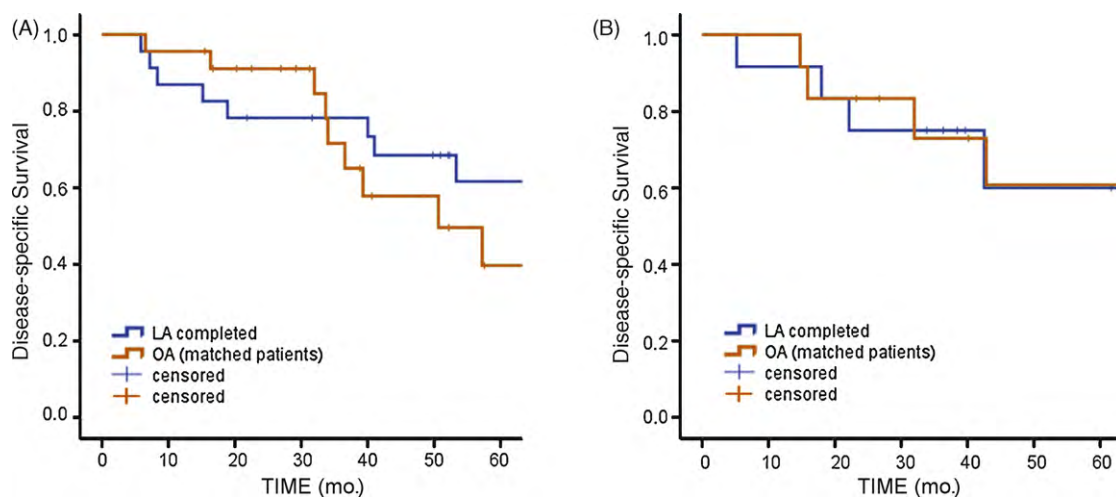 (A)
Disease-specific Survival
1.0
0.8
0.6
0.4
0.2
0.0
LA completed
OA (matched patients)
censored
censored
0 10 20 30 40 50 60
TIME (mo.)
(B)
Disease-specific Survival
1.0
0.8
0.6
0.4
0.2
0.0
LA completed
OA (matched patients)
censored
censored
0 10 20 30 40 50 60
TIME (mo.)